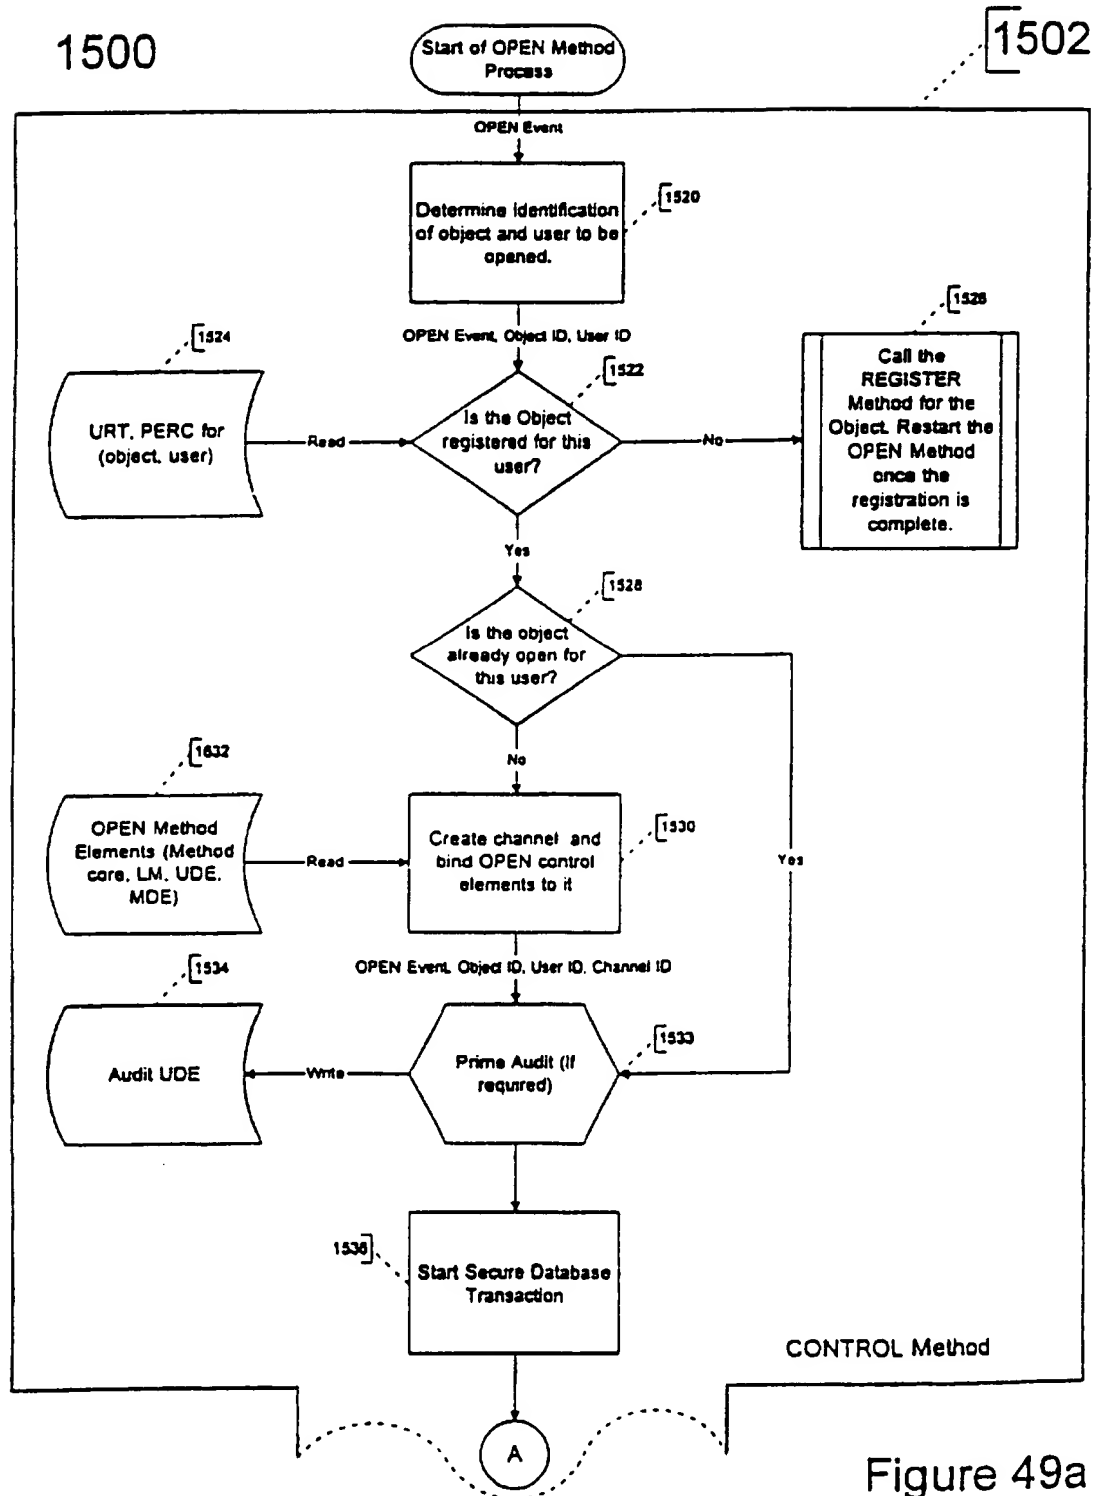 1500
1502
Start of OPEN Method
Process
OPEN Event
1520
Determine identification
of object and user to be
opened.
OPEN Event, Object ID, User ID
1524
1522
1526
URT, PERC for
(object, user)
Read
Is the Object
registered for this
user?
No
Call the
REGISTER
Method for the
Object. Restart the
OPEN Method
once the
registration is
complete.
Yes
1528
Is the object
already open for
this user?
No
Yes
1632
OPEN Method
Elements (Method
core, LM, UDE,
MDE)
Read
1530
Create channel and
bind OPEN control
elements to it
OPEN Event, Object ID, User ID, Channel ID
1534
1533
Audit UDE
Write
Prime Audit (if
required)
1536
Start Secure Database
Transaction
CONTROL Method
A
Figure 49a